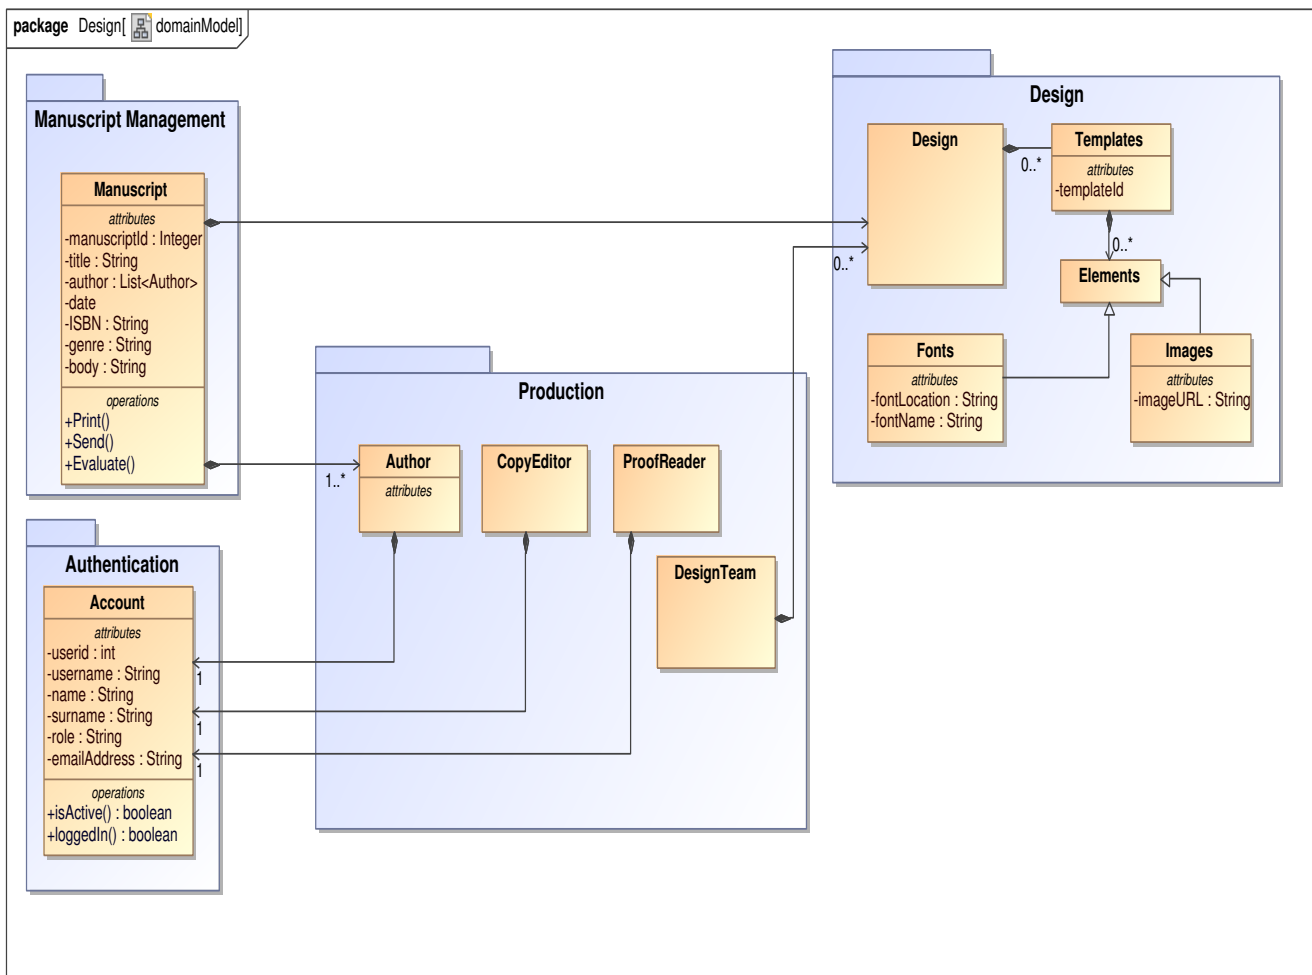 package Design[ domainModel]
Manuscript Management
Manuscript
attributes
-manuscriptId : Integer
-title : String
-author : List<Author>
-date
-ISBN : String
-genre : String
-body : String
operations
+Print()
+Send()
+Evaluate()
Design
Design
0..*
Templates
attributes
-templateId
0..*
0..*
Elements
Fonts
attributes
-fontLocation : String
-fontName : String
Images
attributes
-imageURL : String
Production
1..*
Author
attributes
CopyEditor
ProofReader
DesignTeam
Authentication
Account
attributes
-userid : int
-username : String
-name : String
-surname : String
-role : String
-emailAddress : String
operations
+isActive() : boolean
+loggedIn() : boolean
1
1
1